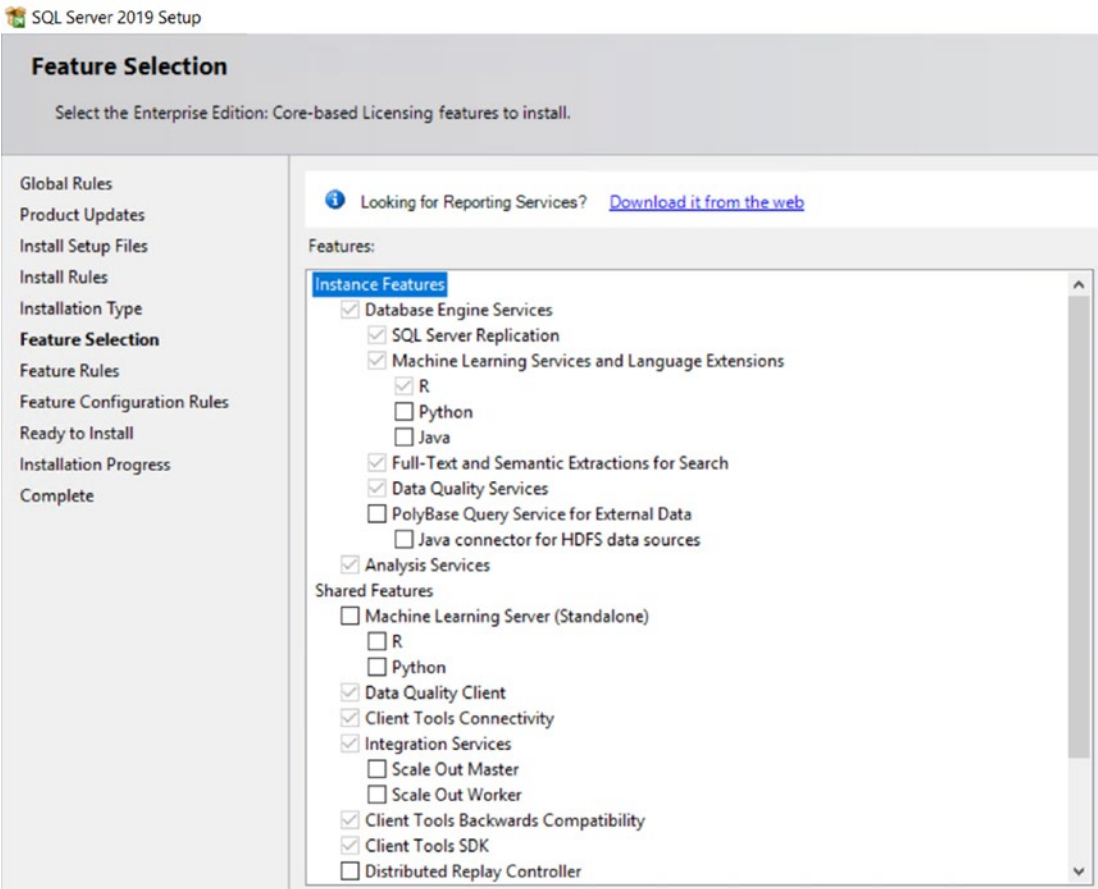 SQL Server 2019 Setup
Feature Selection
Select the Enterprise Edition: Core-based Licensing features to install.
Global Rules
Product Updates
Install Setup Files
Install Rules
Installation Type
Feature Selection
Feature Rules
Feature Configuration Rules
Ready to Install
Installation Progress
Complete
Looking for Reporting Services? Download it from the web
Features:
Instance Features
Database Engine Services
SQL Server Replication
Machine Learning Services and Language Extensions
R
Python
Java
Full-Text and Semantic Extractions for Search
Data Quality Services
PolyBase Query Service for External Data
Java connector for HDFS data sources
Analysis Services
Shared Features
Machine Learning Server (Standalone)
R
Python
Data Quality Client
Client Tools Connectivity
Integration Services
Scale Out Master
Scale Out Worker
Client Tools Backwards Compatibility
Client Tools SDK
Distributed Replay Controller